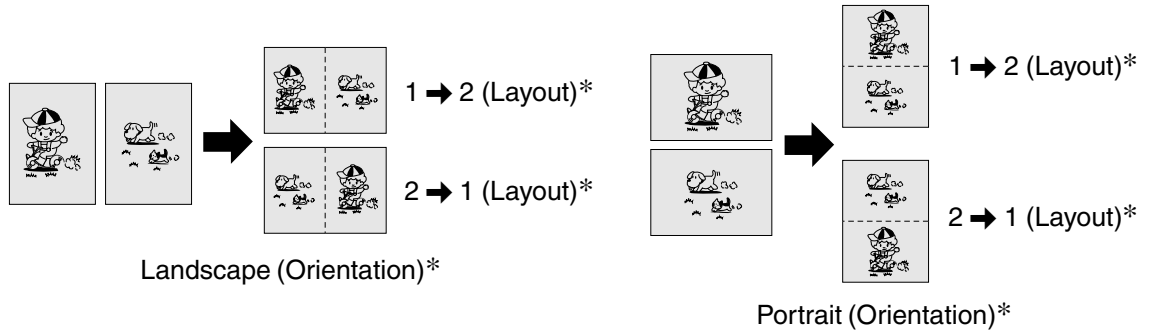 1 ➡ 2 (Layout)*
2 ➡ 1 (Layout)*
Landscape (Orientation)*
1 ➡ 2 (Layout)*
2 ➡ 1 (Layout)*
Portrait (Orientation)*